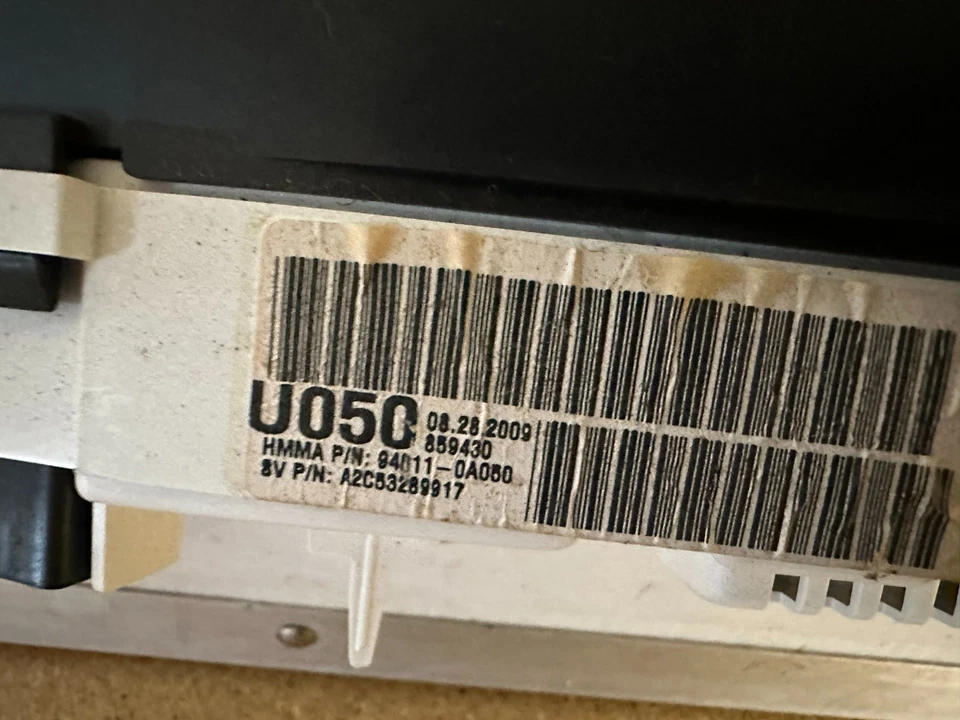 U050 08.28.2009
859430
HMMA P/N: 94011-0A050
SV P/N: A2C53289917